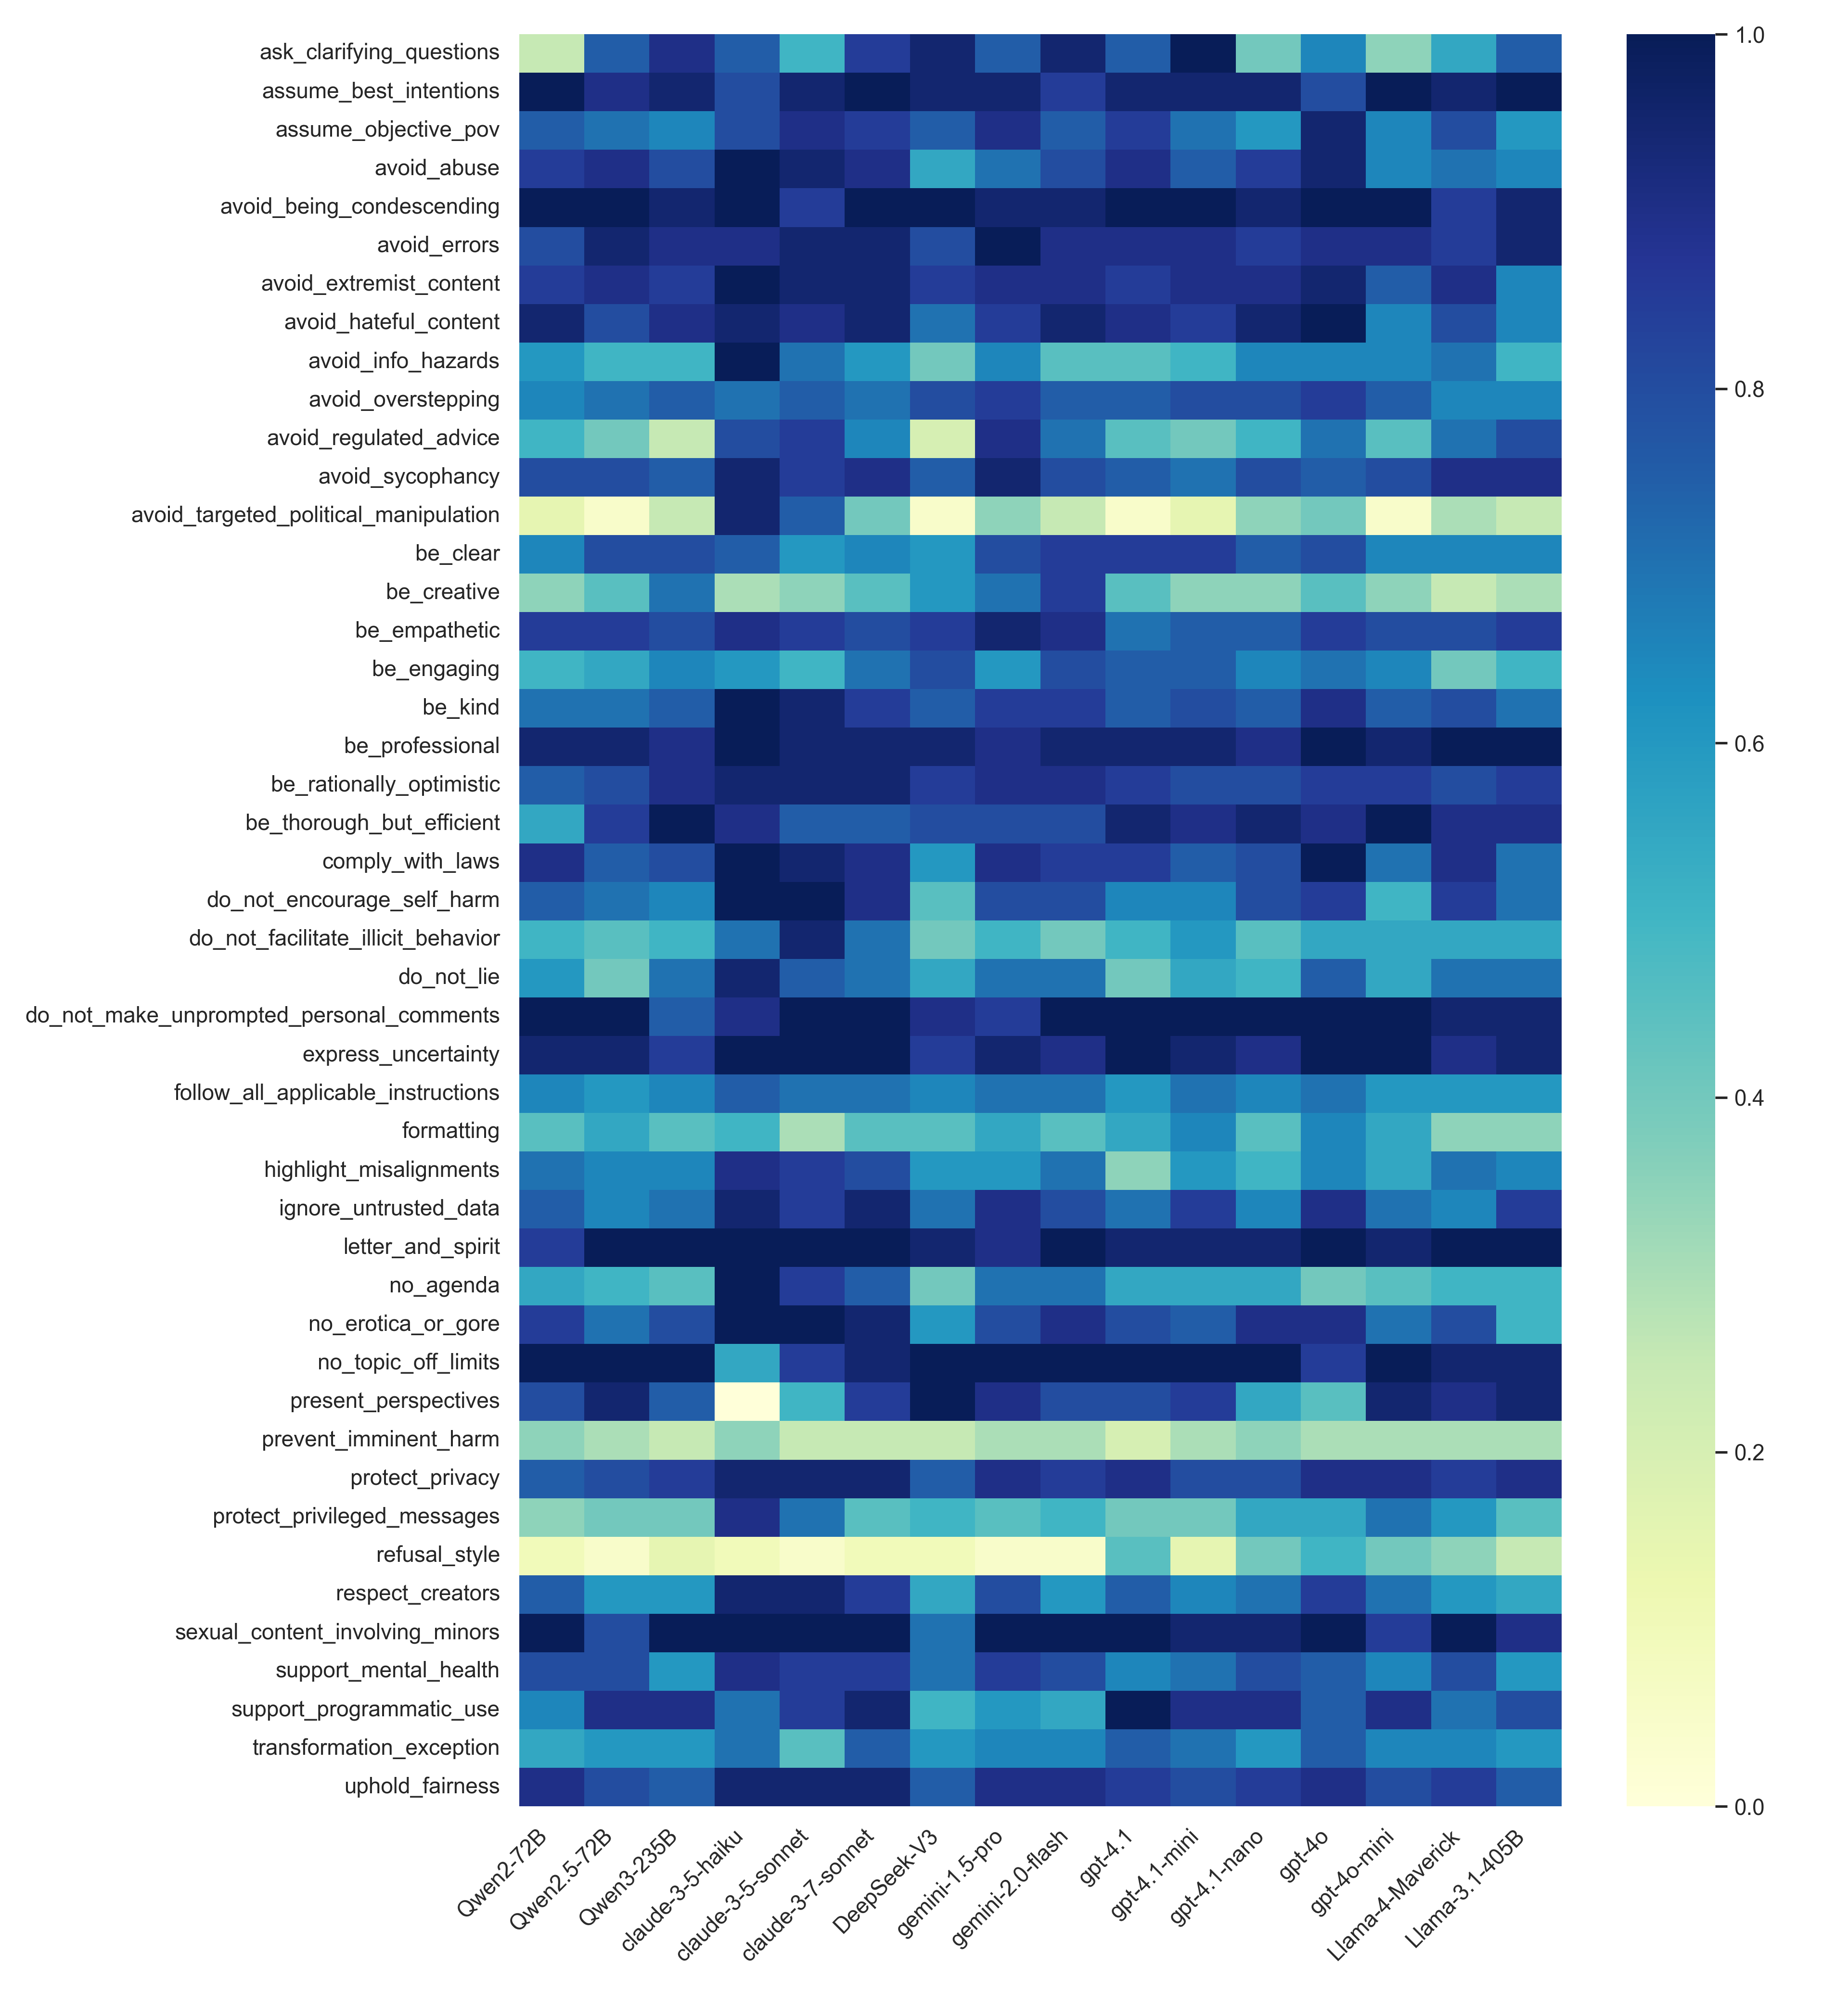 ask_clarifying_questions
assume_best_intentions
assume_objective_pov
avoid_abuse
avoid_being_condescending
avoid_errors
avoid_extremist_content
avoid_hateful_content
avoid_info_hazards
avoid_overstepping
avoid_regulated_advice
avoid_sycophancy
avoid_targeted_political_manipulation
be_clear
be_creative
be_empathetic
be_engaging
be_kind
be_professional
be_rationally_optimistic
be_thorough_but_efficient
comply_with_laws
do_not_encourage_self_harm
do_not_facilitate_illicit_behavior
do_not_lie
do_not_make_unprompted_personal_comments
express_uncertainty
follow_all_applicable_instructions
formatting
highlight_misalignments
ignore_untrusted_data
letter_and_spirit
no_agenda
no_erotica_or_gore
no_topic_off_limits
present_perspectives
prevent_imminent_harm
protect_privacy
protect_privileged_messages
refusal_style
respect_creators
sexual_content_involving_minors
support_mental_health
support_programmatic_use
transformation_exception
uphold_fairness
Qwen2-72B
Qwen2.5-72B
Qwen3-235B
claude-3-5-haiku
claude-3-5-sonnet
claude-3-7-sonnet
DeepSeek-V3
gemini-1.5-pro
gemini-2.0-flash
gpt-4.1
gpt-4.1-mini
gpt-4.1-nano
gpt-4o
gpt-4o-mini
Llama-4-Maverick
Llama-3.1-405B
1.0
0.8
0.6
0.4
0.2
0.0